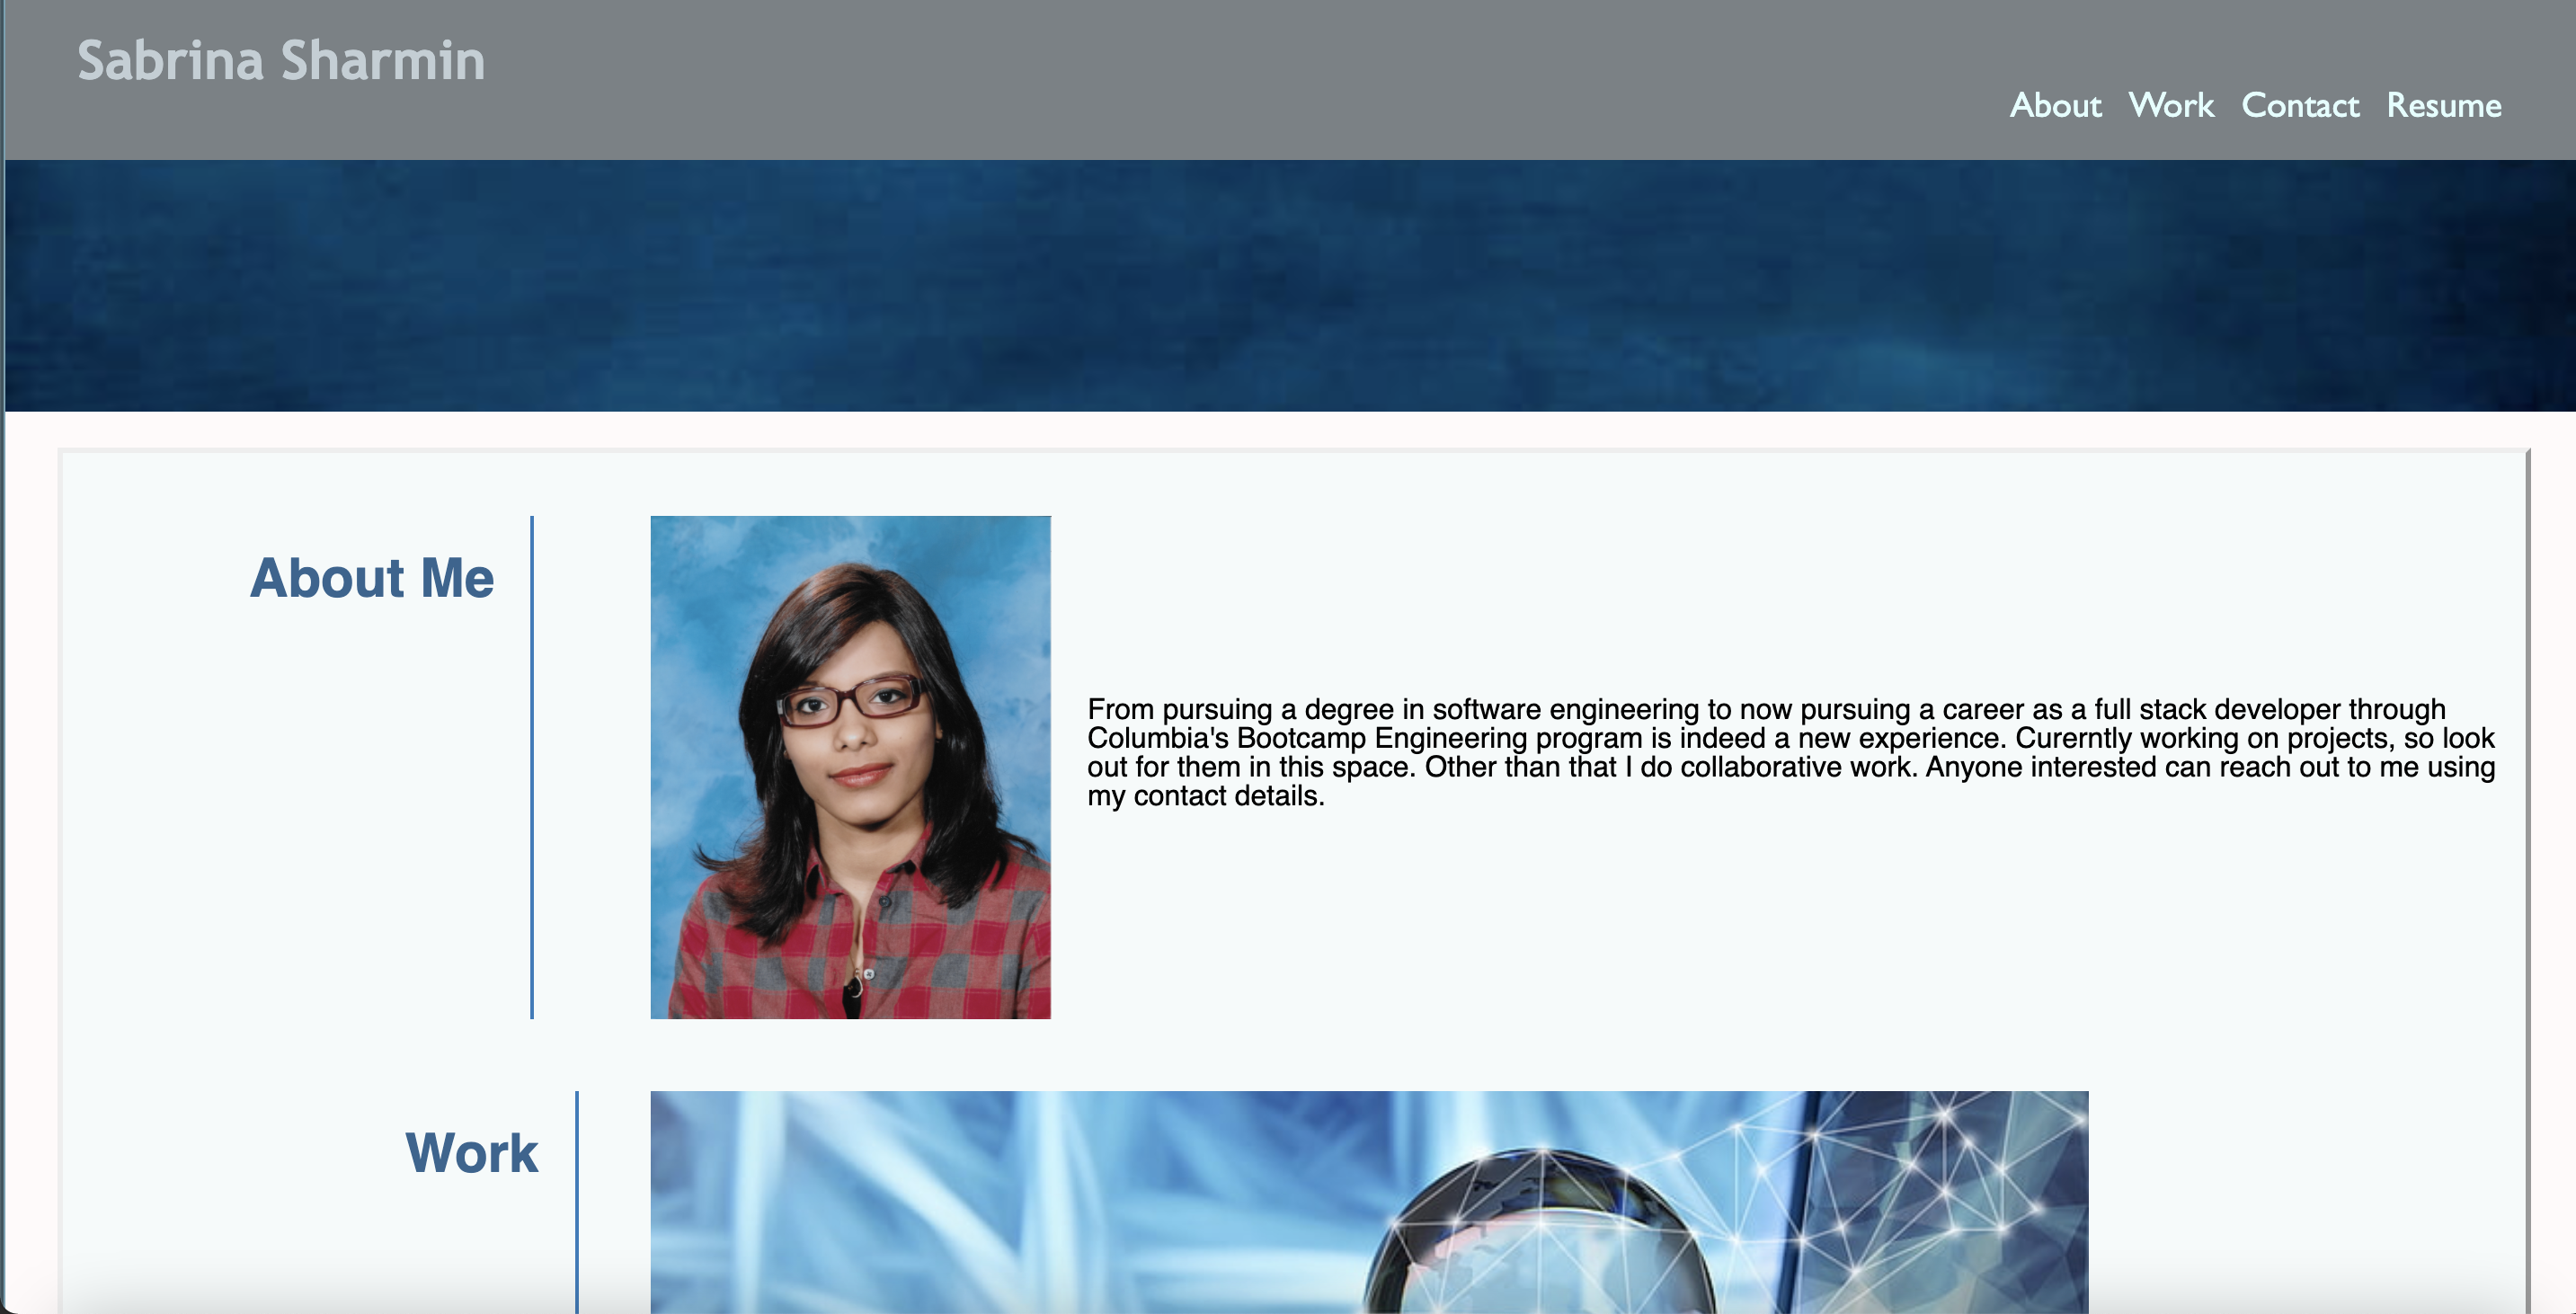 Sabrina Sharmin
About Work Contact Resume
About Me
From pursuing a degree in software engineering to now pursuing a career as a full stack developer through
Columbia's Bootcamp Engineering program is indeed a new experience. Curerntly working on projects, so look
out for them in this space. Other than that I do collaborative work. Anyone interested can reach out to me using
my contact details.
Work